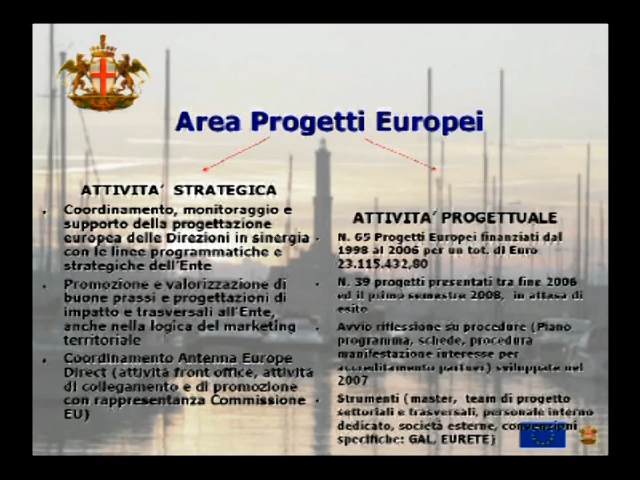 Area Progetti Europei
ATTIVITA´ STRATEGICA
Coordinamento, monitoraggio e
supporto della progettazione
europea delle Direzioni in sinergia
con le linee programmatiche e
strategiche dell'Ente
Promozione e valorizzazione di
buone prassi e progettazioni di
impatto e trasversali all'Ente,
anche nella logica del marketing
territoriale
Coordinamento Antenna Europe
Direct (attività front office, attività
di collegamento e di promozione
con rappresentanza Commissione
EU)
ATTIVITA´ PROGETTUALE
N. 65 Progetti Europei finanziati dal
1998 al 2006 per un tot. di Euro
23.115.432,80
N. 39 progetti presentati tra fine 2006
ed il primo semestre 2008, in attesa di
esito
Avvio riflessione su procedure (Piano
programma, schede, procedura
manifestazione interesse per
accreditamento partner) sviluppate nel
2007
Strumenti (master, team di progetto
settoriali e trasversali, personale interno
dedicato, società esterne, convenzioni
specifiche: GAL, EURETE)